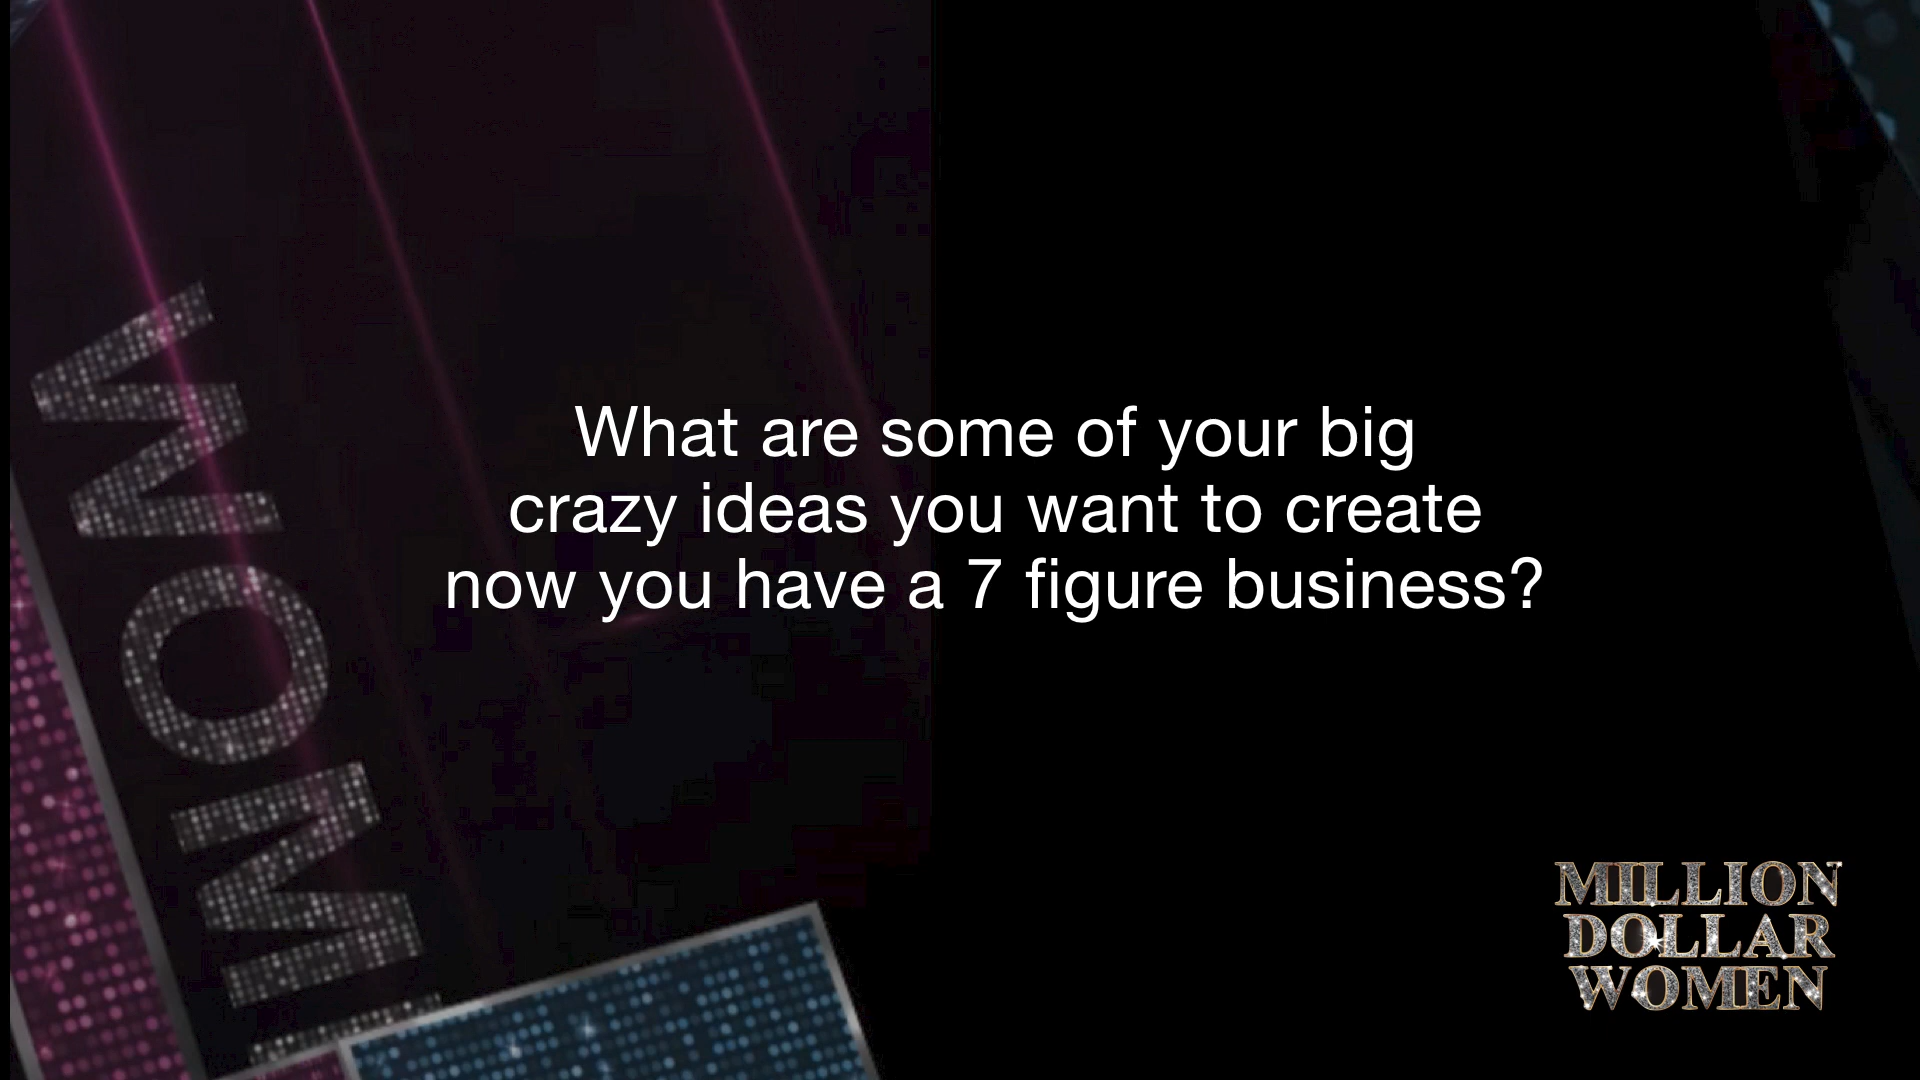 What are some of your big
crazy ideas you want to create
now you have a 7 figure business?
WOM
MILLION
DOLLAR
WOMEN